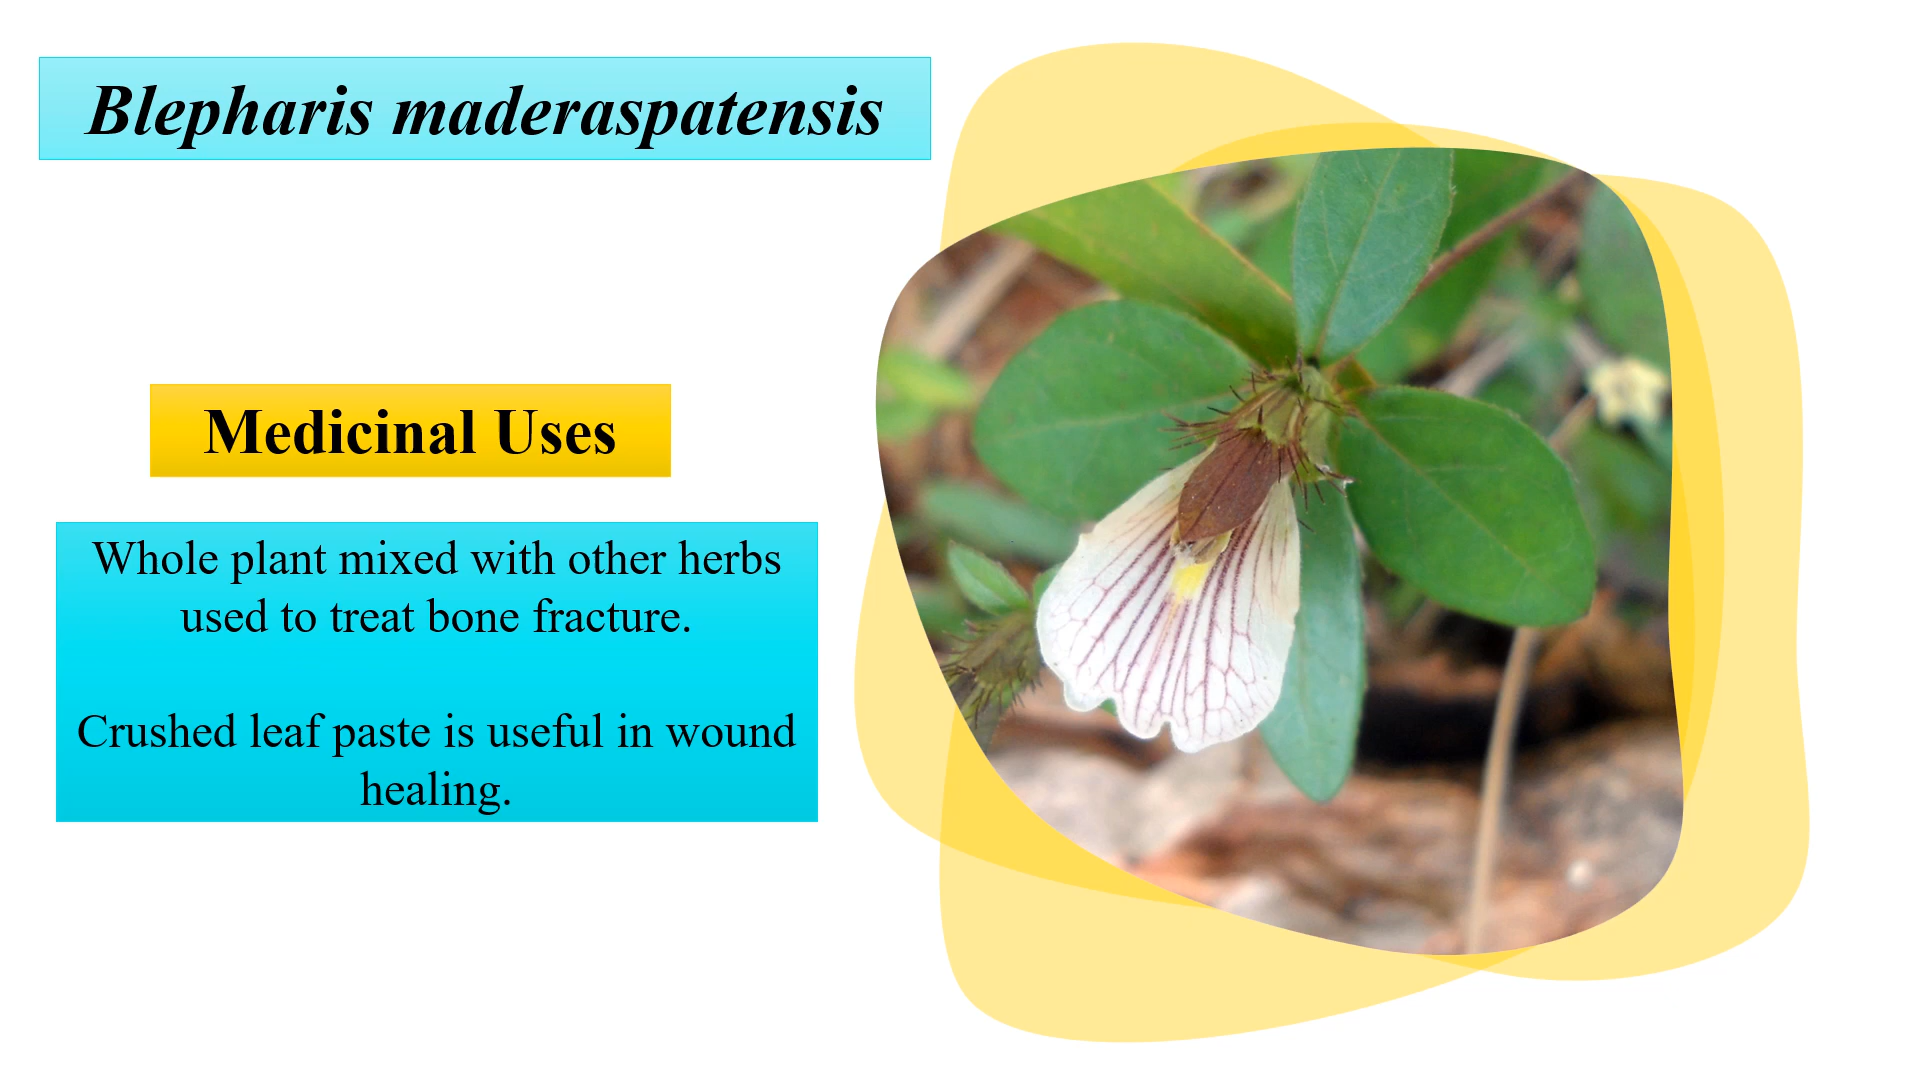 Blepharis maderaspatensis
Medicinal Uses
Whole plant mixed with other herbs
used to treat bone fracture.
Crushed leaf paste is useful in wound
healing.